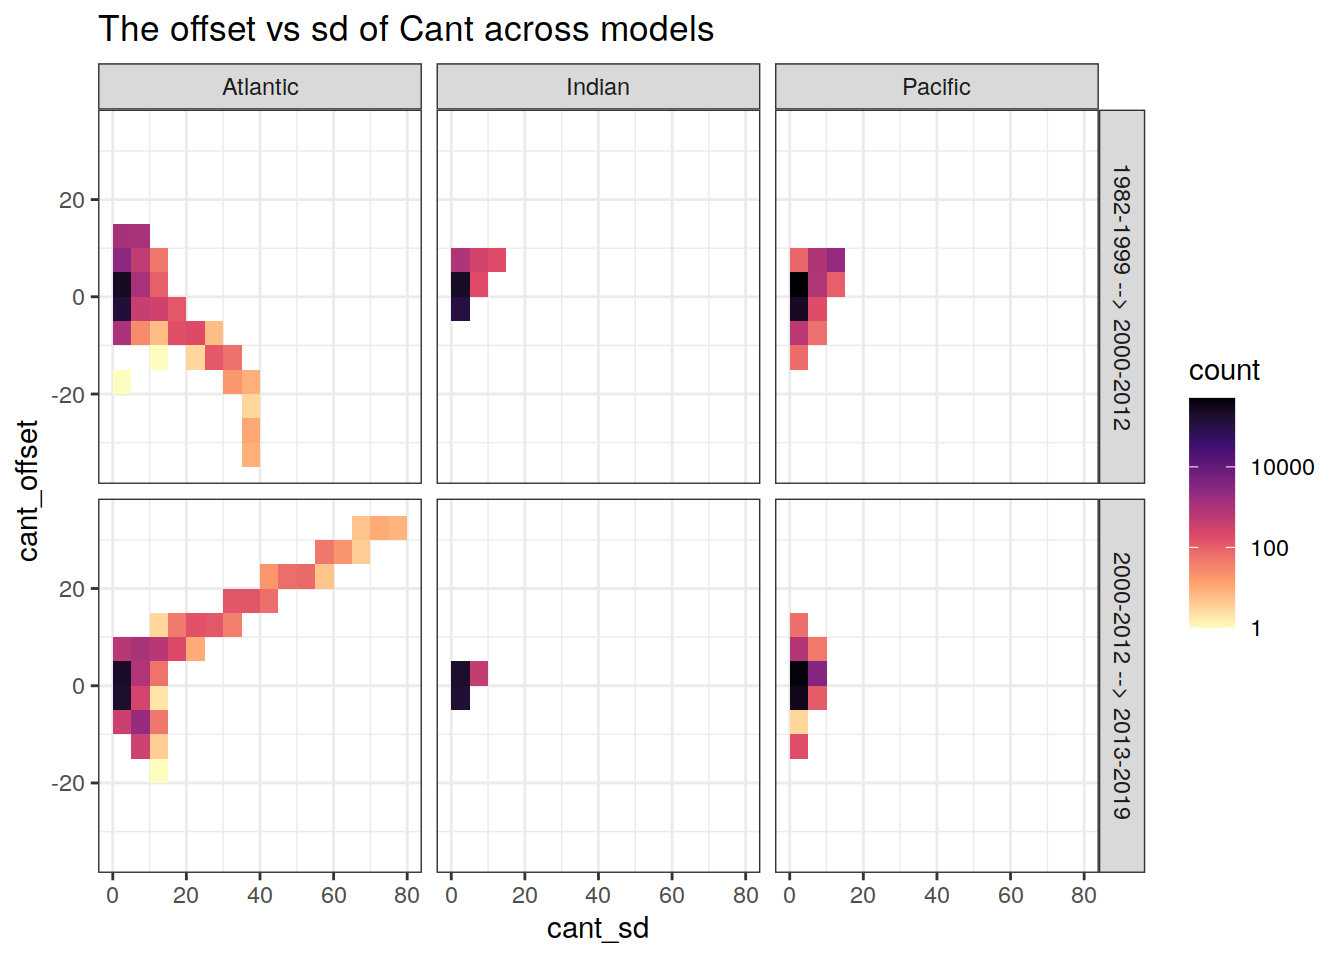 The offset vs sd of Cant across models
Atlantic
Indian
Pacific
20
0
-20
1982-1999 --> 2000-2012
20
0
-20
2000-2012 --> 2013-2019
0 20 40 60 80
0 20 40 60 80
0 20 40 60 80
cant_offset
cant_sd
count
10000
100
1